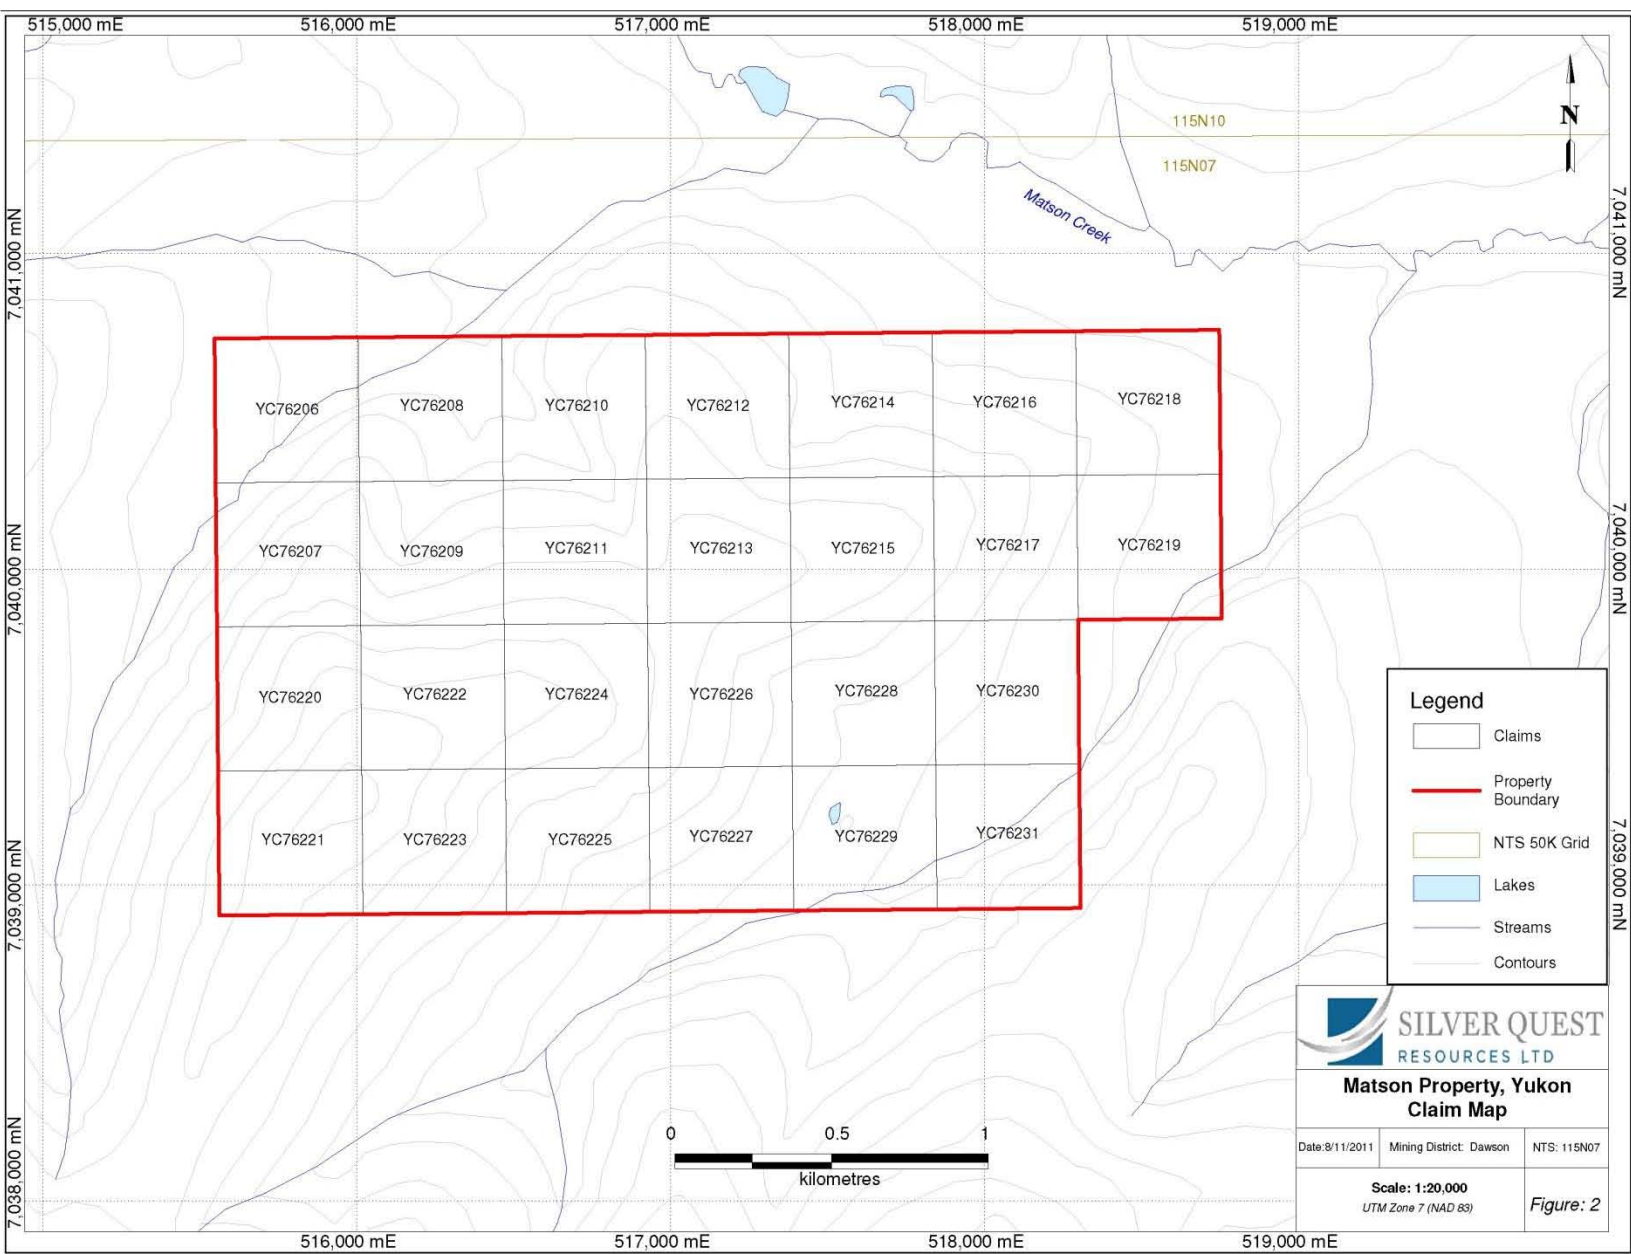 515,000 mE
516,000 mE
517,000 mE
518,000 mE
519,000 mE
115N10
N
115N07
Matson Creek
7,041,000 mN
7,041,000 mN
YC76206
YC76208
YC76210
YC76212
YC76214
YC76216
YC76218
7,040,000 mN
7,040,000 mN
YC76207
YC76209
YC76211
YC76213
YC76215
YC76217
YC76219
YC76220
YC76222
YC76224
YC76226
YC76228
YC76230
YC76221
YC76223
YC76225
YC76227
YC76229
YC76231
7,039,000 mN
7,039,000 mN
Legend
Claims
Property
Boundary
NTS 50K Grid
Lakes
Streams
Contours
SILVER QUEST
RESOURCES LTD
Matson Property, Yukon
Claim Map
Date:8/11/2011
Mining District: Dawson
NTS: 115N07
Scale: 1:20,000
UTM Zone 7 (NAD 83)
Figure: 2
0
0.5
1
kilometres
7,038,000 mN
516,000 mE
517,000 mE
518,000 mE
519,000 mE